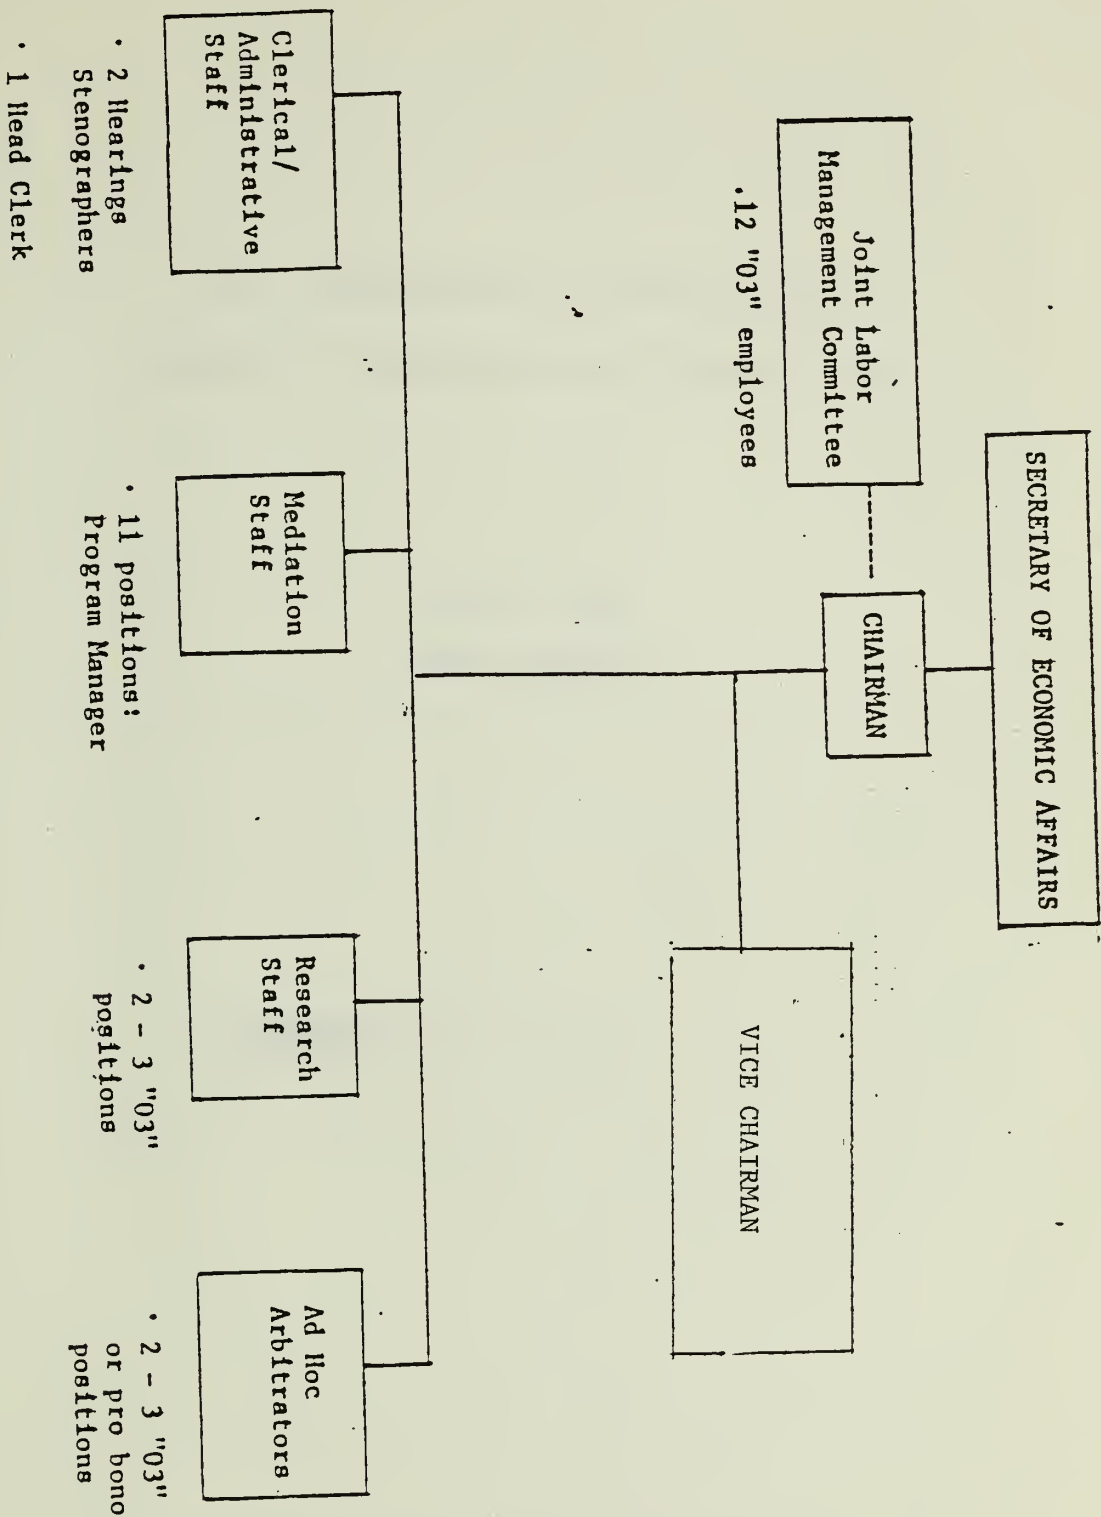 SECRETARY OF ECONOMIC AFFAIRS
Joint Labor
Management Committee
.12 "03" employees
CHAIRMAN
VICE CHAIRMAN
Clerical/
Administrative
Staff
• 2 Hearings
Stenographers
• 1 Head Clerk
Mediation
Staff
• 11 positions:
Program Manager
Research
Staff
• 2 - 3 "03"
positions
Ad Hoc
Arbitrators
• 2 - 3 "03"
or pro bono
positions